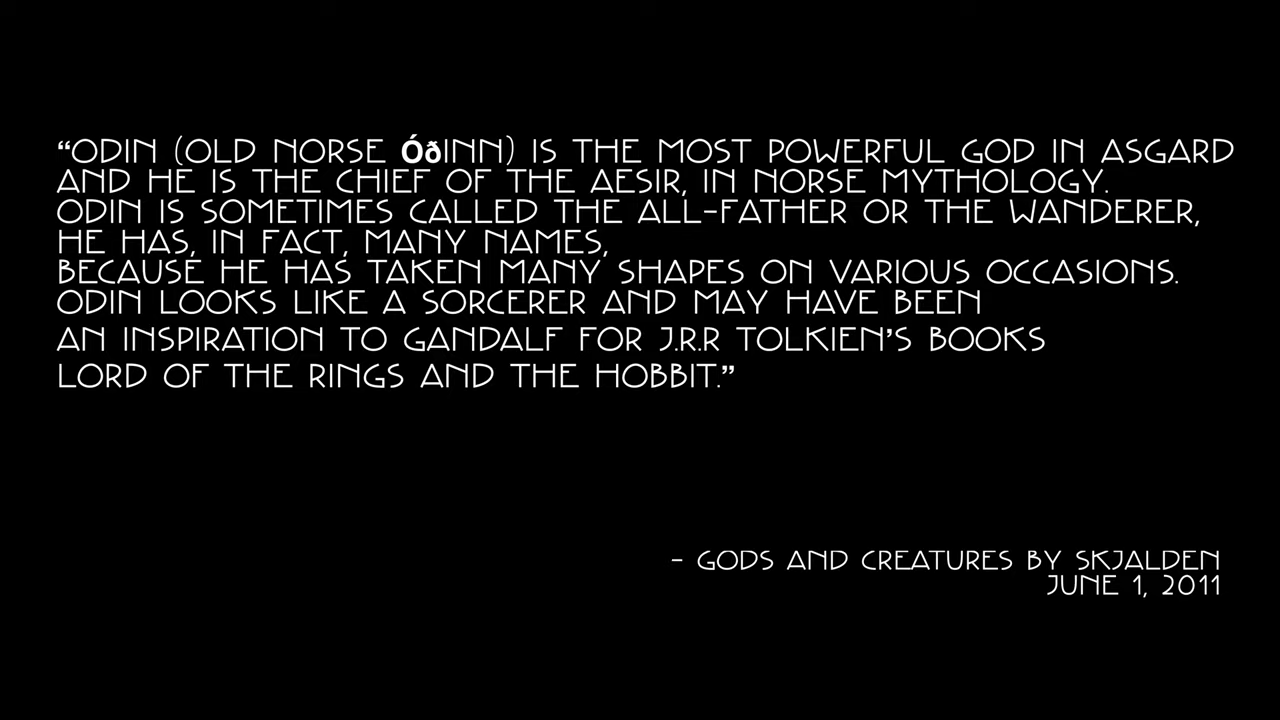 “ODIN (OLD NORSE ÓðINN) IS THE MOST POWERFUL GOD IN ASGARD
AND HE IS THE CHIEF OF THE AESIR, IN NORSE MYTHOLOGY.
ODIN IS SOMETIMES CALLED THE ALL-FATHER OR THE WANDERER,
HE HAS, IN FACT, MANY NAMES,
BECAUSE HE HAS TAKEN MANY SHAPES ON VARIOUS OCCASIONS.
ODIN LOOKS LIKE A SORCERER AND MAY HAVE BEEN
AN INSPIRATION TO GANDALF FOR J.R.R TOLKIEN’S BOOKS
LORD OF THE RINGS AND THE HOBBIT.”
- GODS AND CREATURES BY SKJALDEN
JUNE 1, 2011